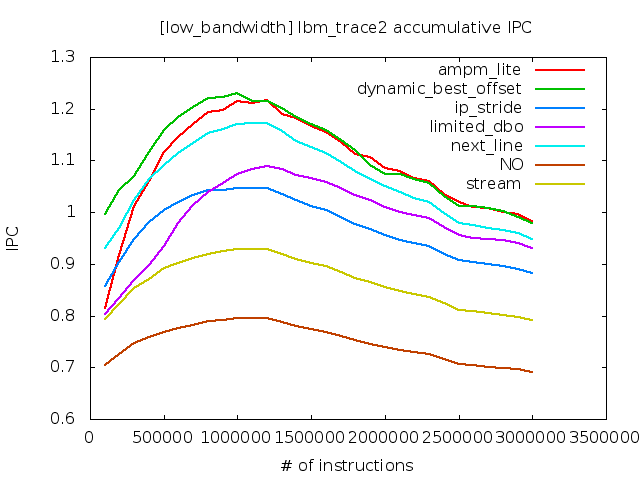 [low_bandwidth] lbm_trace2 accumulative IPC
1.3
1.2
1.1
1
0.9
0.8
0.7
0.6
IPC
ampm_lite
dynamic_best_offset
ip_stride
limited_dbo
next_line
NO
stream
0 500000 1000000 1500000 2000000 2500000 3000000 3500000
# of instructions